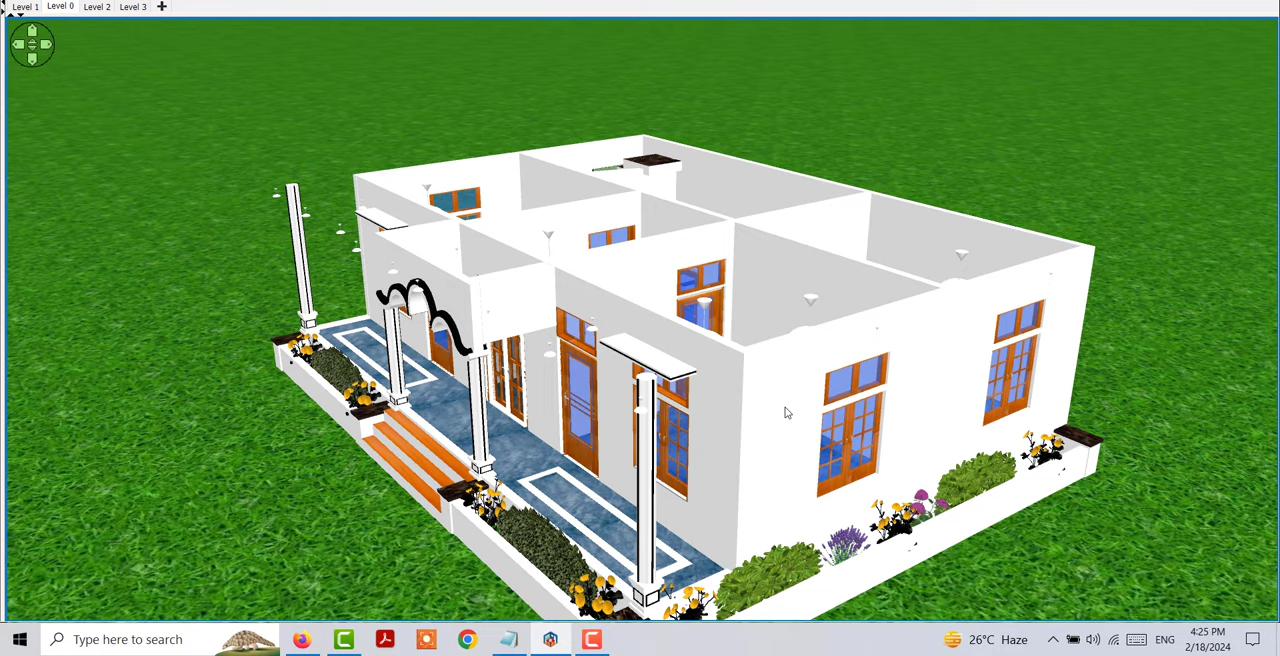 Level 1 Level 0 Level 2 Level 3
Type here to search
26°C Haze
ENG
4:25 PM
2/18/2024